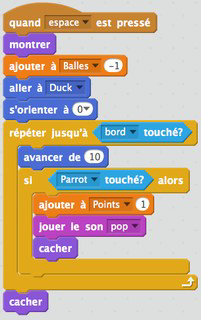 quand espace est pressé
montrer
ajouter à Balles -1
aller à Duck
s'orienter à 0
répéter jusqu'à bord touché?
avancer de 10
si Parrot touché? alors
ajouter à Points 1
jouer le son pop
cacher
cacher